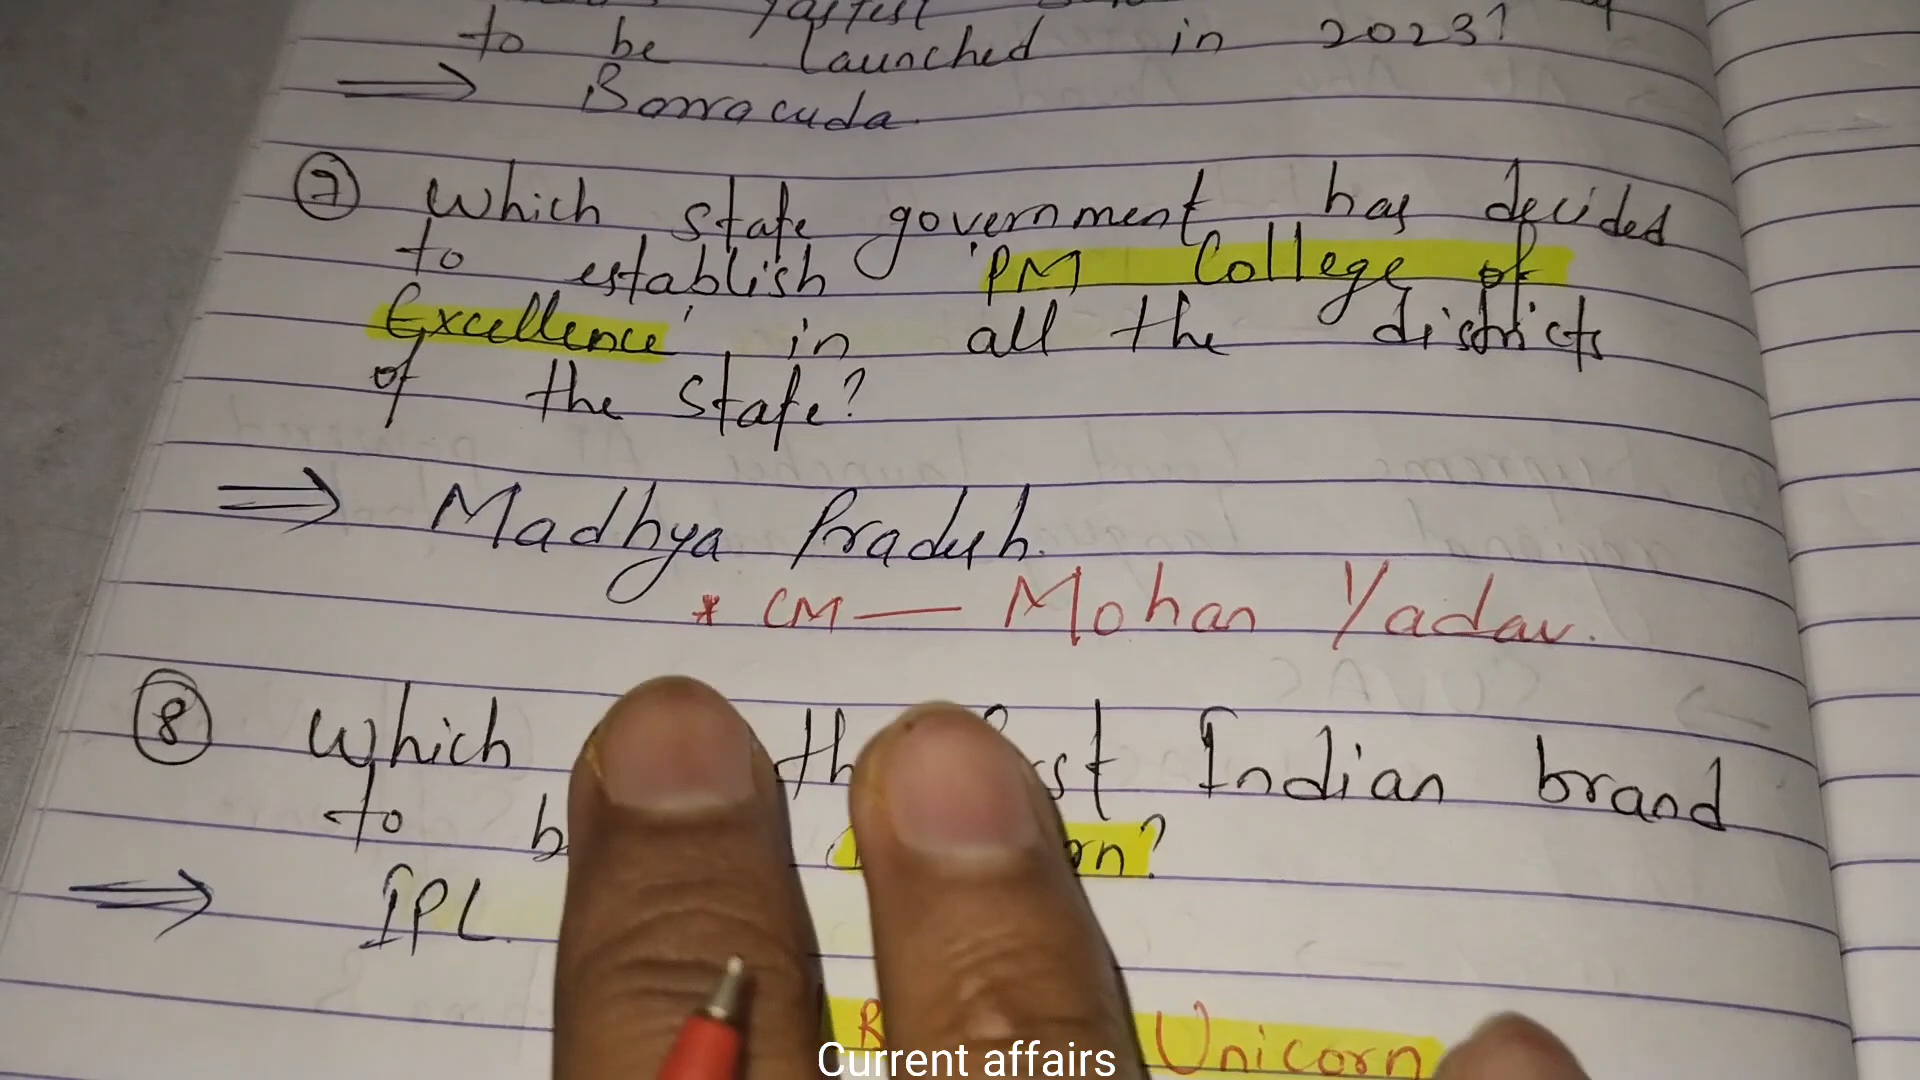 fastest
to be launched in 2023?
⇒ Barracuda.
⑦ Which state government has decided
to establish 'PM College of
Excellence' in all the districts
of the state?
⇒ Madhya Pradesh.
* CM — Mohan Yadav.
⑧ Which st Indian brand
to
⇒ IPL
Unicorn
Current affairs